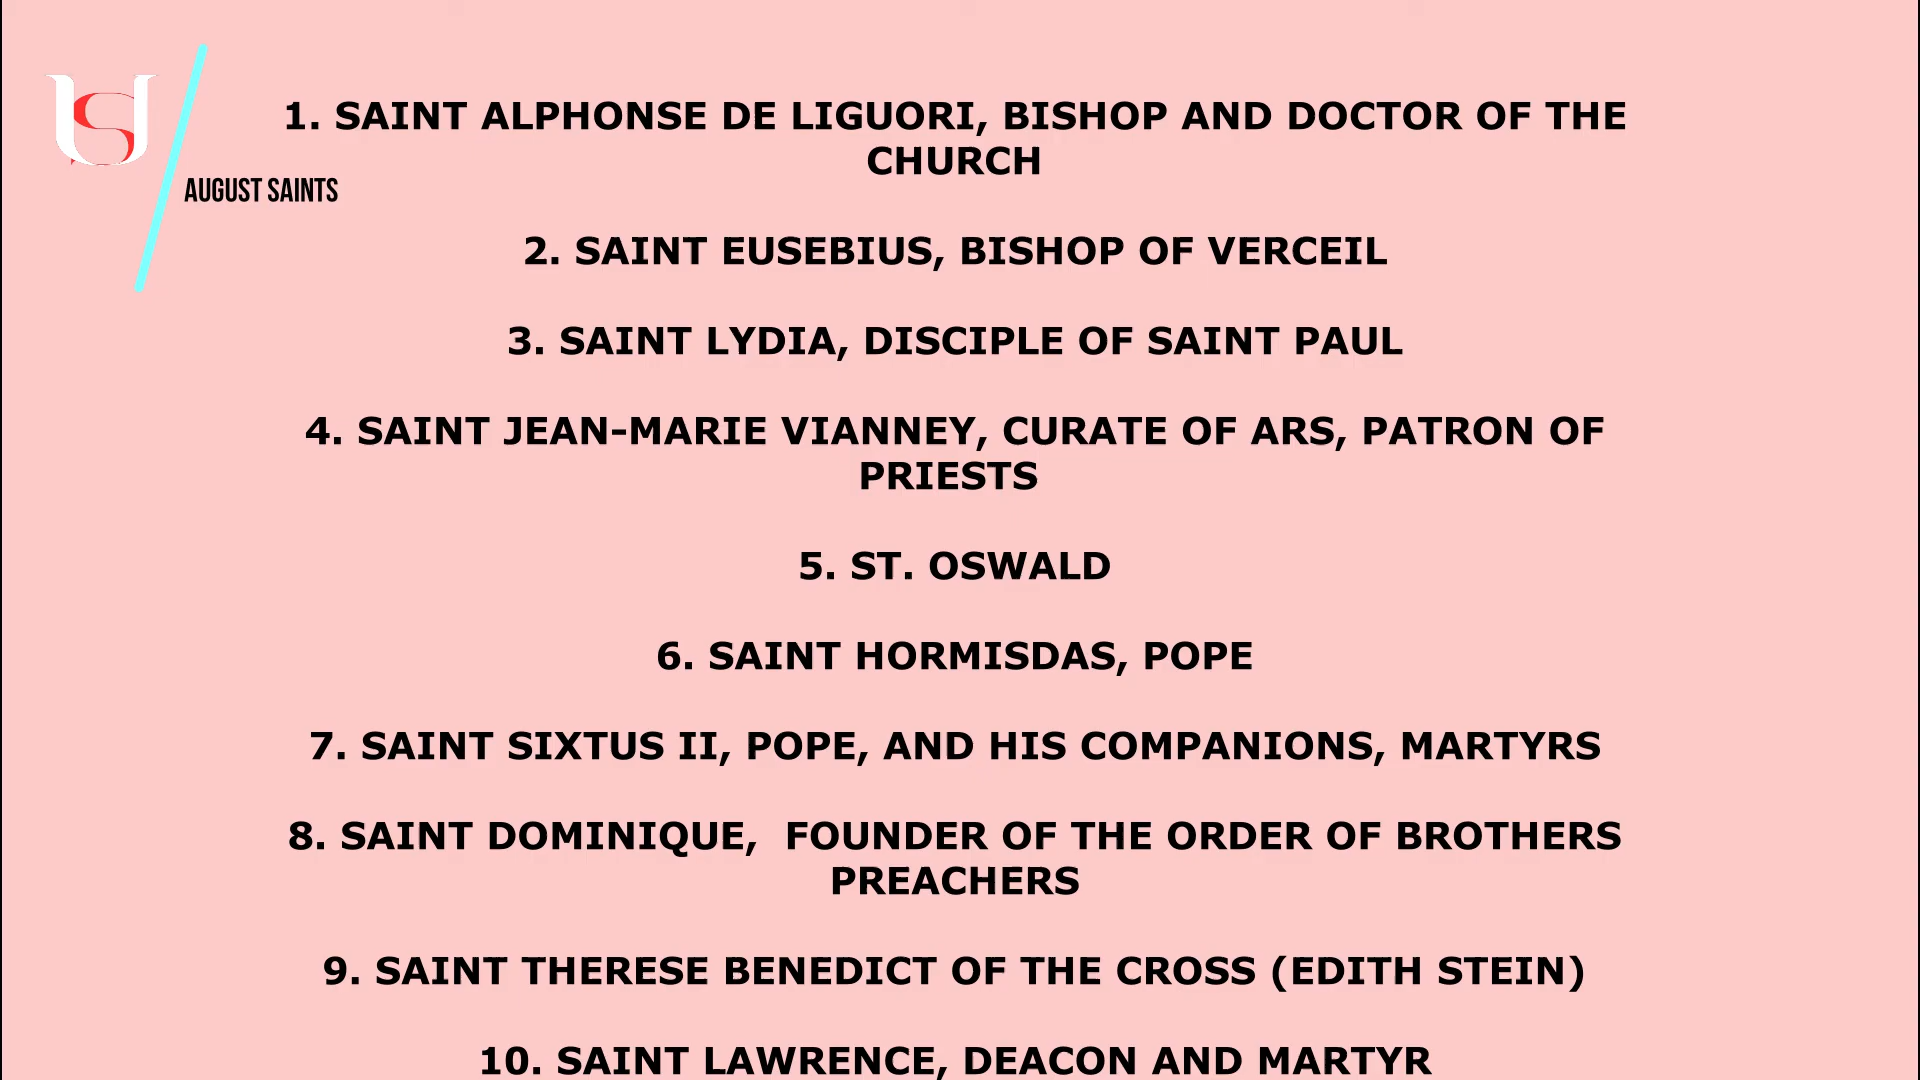 US
1. SAINT ALPHONSE DE LIGUORI, BISHOP AND DOCTOR OF THE
CHURCH
AUGUST SAINTS
2. SAINT EUSEBIUS, BISHOP OF VERCEIL
3. SAINT LYDIA, DISCIPLE OF SAINT PAUL
4. SAINT JEAN-MARIE VIANNEY, CURATE OF ARS, PATRON OF
PRIESTS
5. ST. OSWALD
6. SAINT HORMISDAS, POPE
7. SAINT SIXTUS II, POPE, AND HIS COMPANIONS, MARTYRS
8. SAINT DOMINIQUE,  FOUNDER OF THE ORDER OF BROTHERS
PREACHERS
9. SAINT THERESE BENEDICT OF THE CROSS (EDITH STEIN)
10. SAINT LAWRENCE, DEACON AND MARTYR